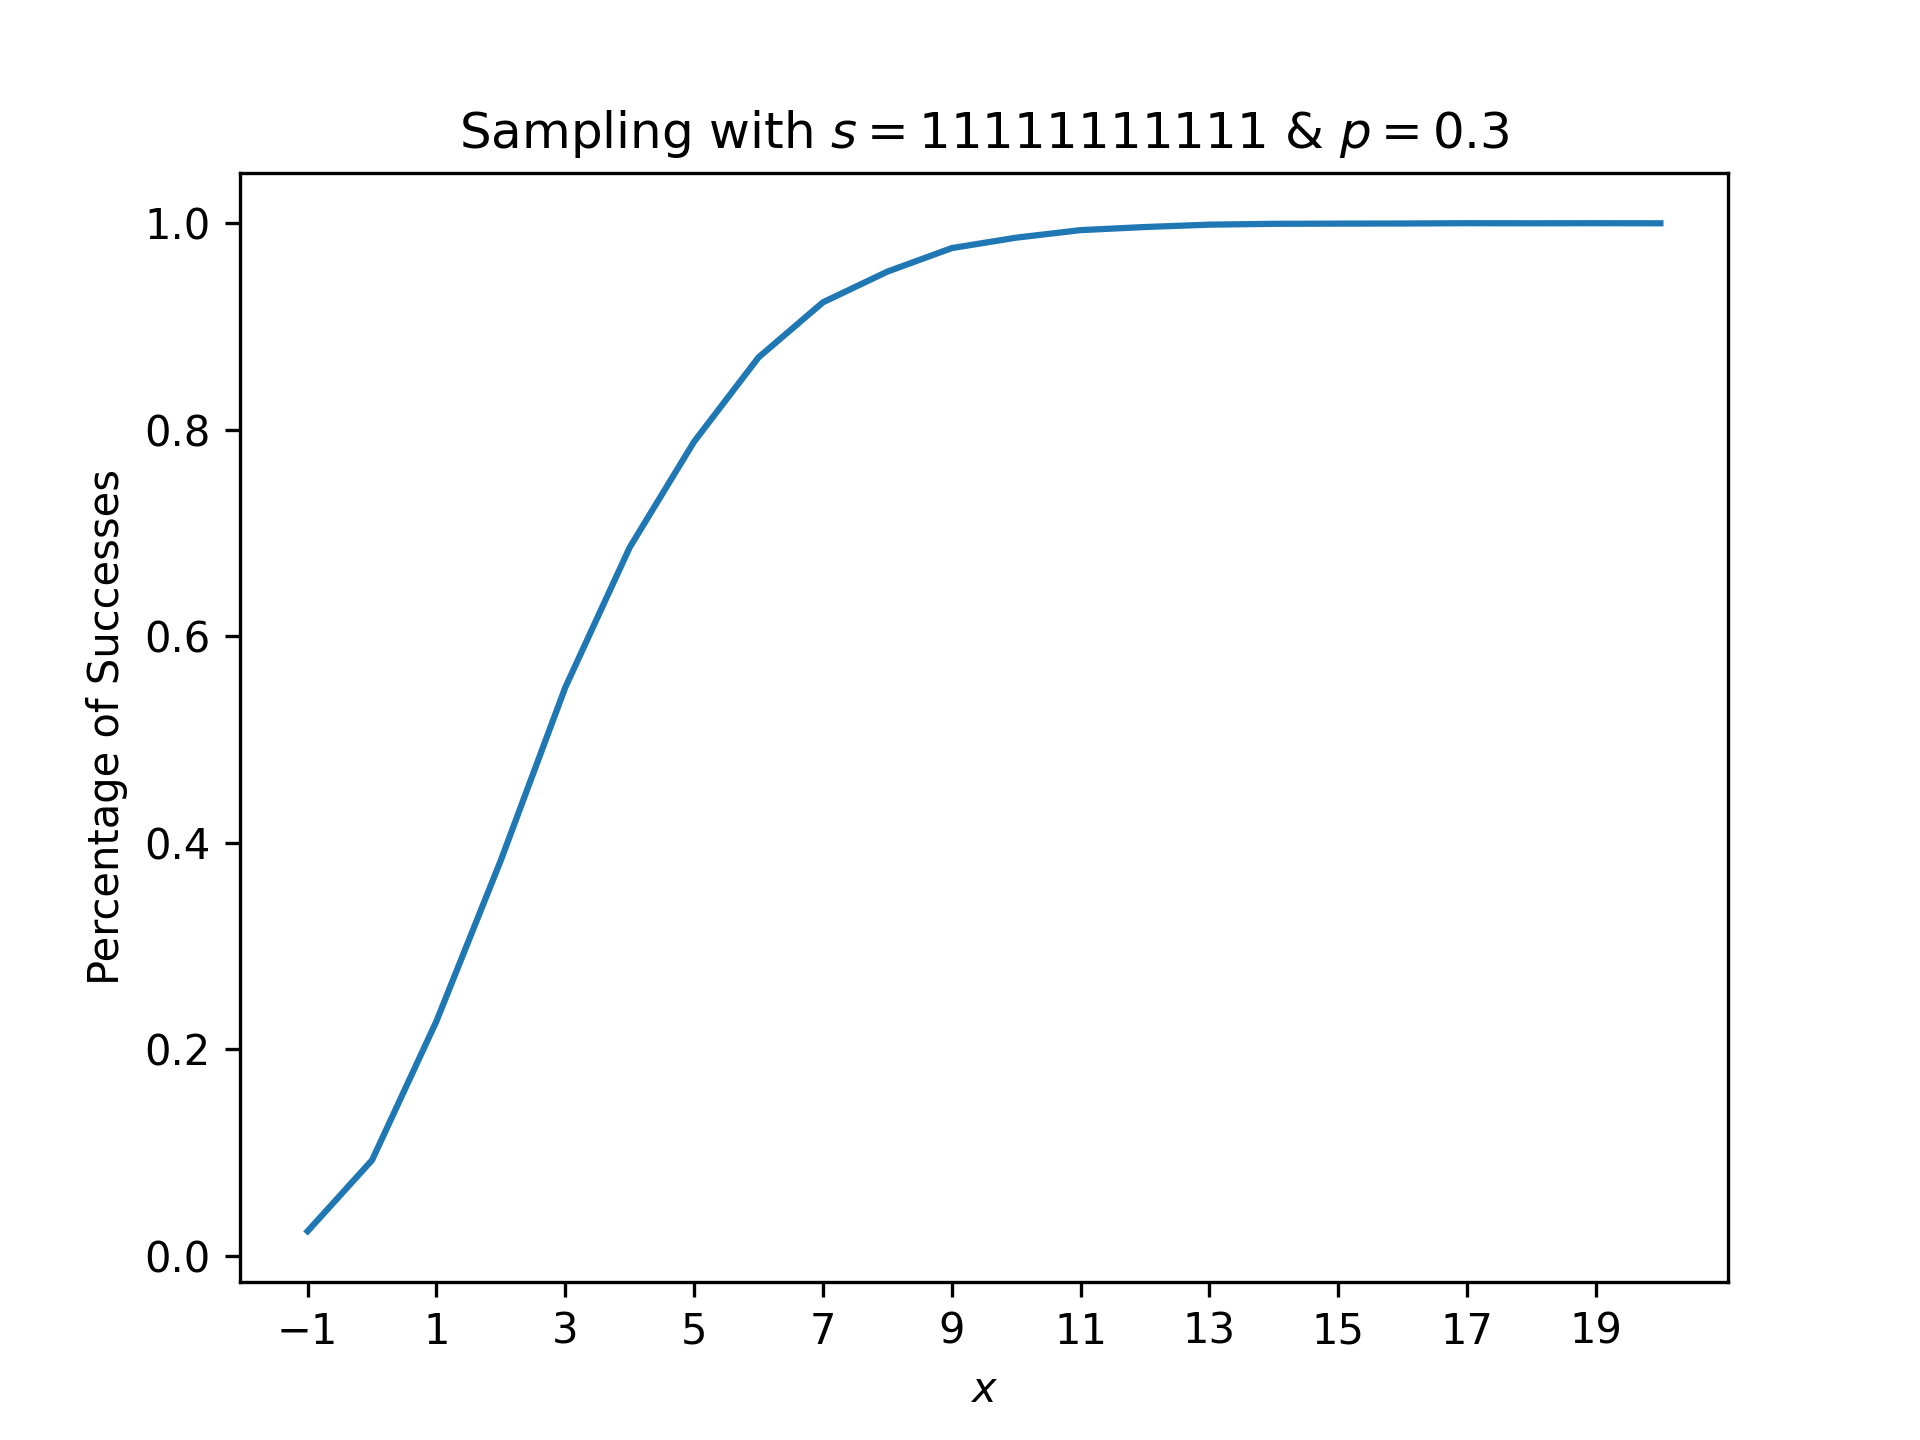 Sampling with s = 11111111111 & p = 0.3
1.0
0.8
0.6
0.4
0.2
0.0
Percentage of Successes
−1 1 3 5 7 9 11 13 15 17 19
x